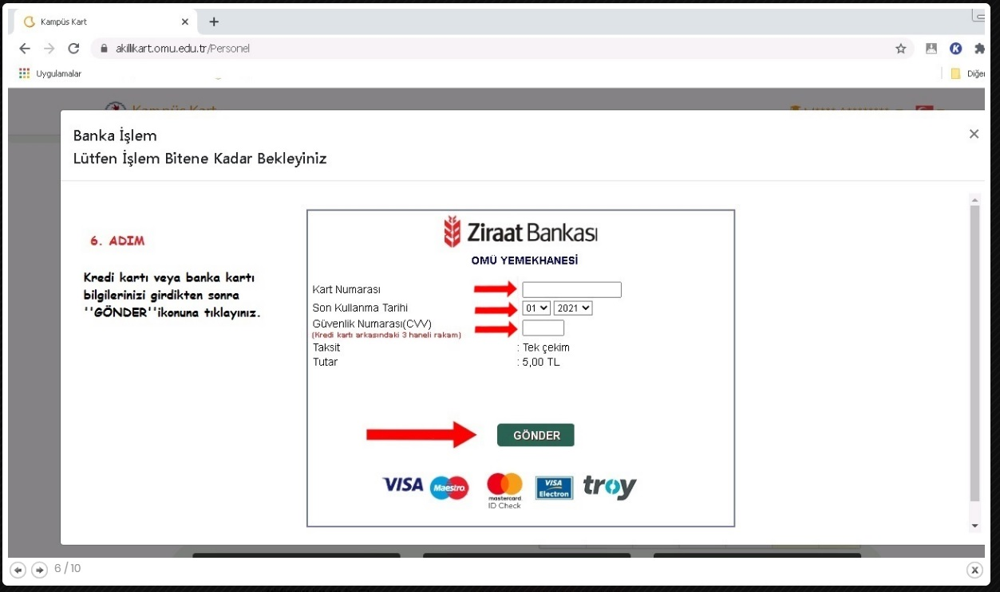 Kampüs Kart
akillikart.omu.edu.tr/Personel
Uygulamalar
Diğer
Kampüs Kart
Banka İşlem
Lütfen İşlem Bitene Kadar Bekleyiniz
6. ADIM
Kredi kartı veya banka kartı
bilgilerinizi girdikten sonra
''GÖNDER''ikonuna tıklayınız.
Ziraat Bankası
OMÜ YEMEKHANESİ
Kart Numarası
Son Kullanma Tarihi 01 2021
Güvenlik Numarası(CVV)
(Kredi kartı arkasındaki 3 haneli rakam)
Taksit : Tek çekim
Tutar : 5,00 TL
GÖNDER
VISA Maestro mastercard ID Check VISA Electron troy
6 / 10